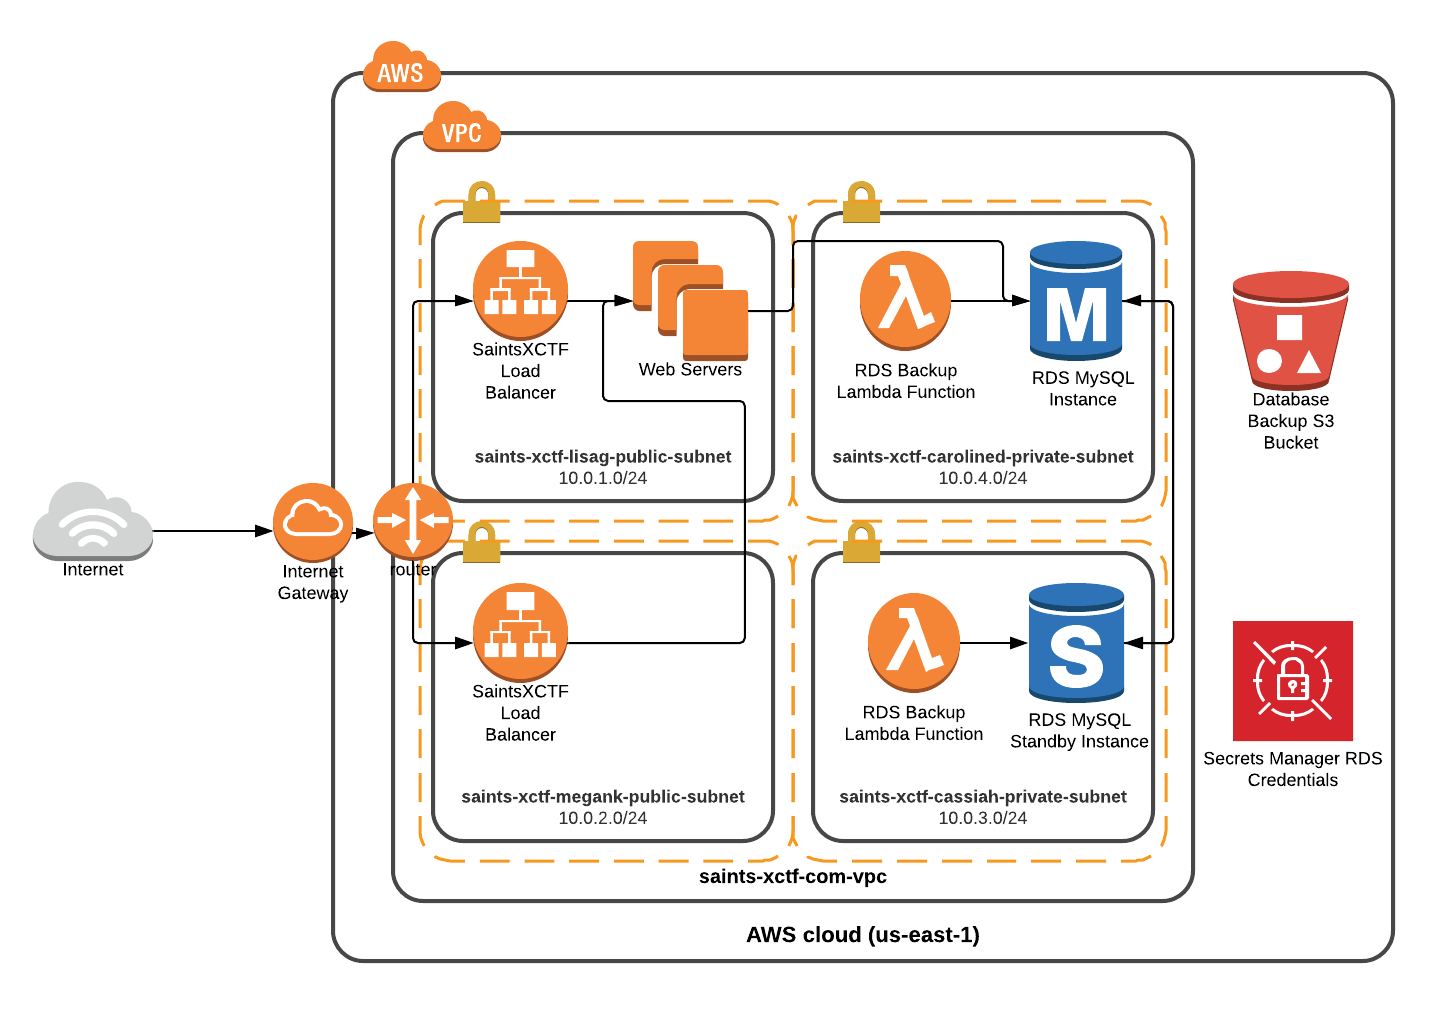 AWS
VPC
SaintsXCTF
Load
Balancer
Web Servers
saints-xctf-lisag-public-subnet
10.0.1.0/24
RDS Backup
Lambda Function
M
RDS MySQL
Instance
saints-xctf-carolined-private-subnet
10.0.4.0/24
Database
Backup S3
Bucket
Internet
Internet
Gateway
router
SaintsXCTF
Load
Balancer
saints-xctf-megank-public-subnet
10.0.2.0/24
RDS Backup
Lambda Function
S
RDS MySQL
Standby Instance
saints-xctf-cassiah-private-subnet
10.0.3.0/24
Secrets Manager RDS
Credentials
saints-xctf-com-vpc
AWS cloud (us-east-1)